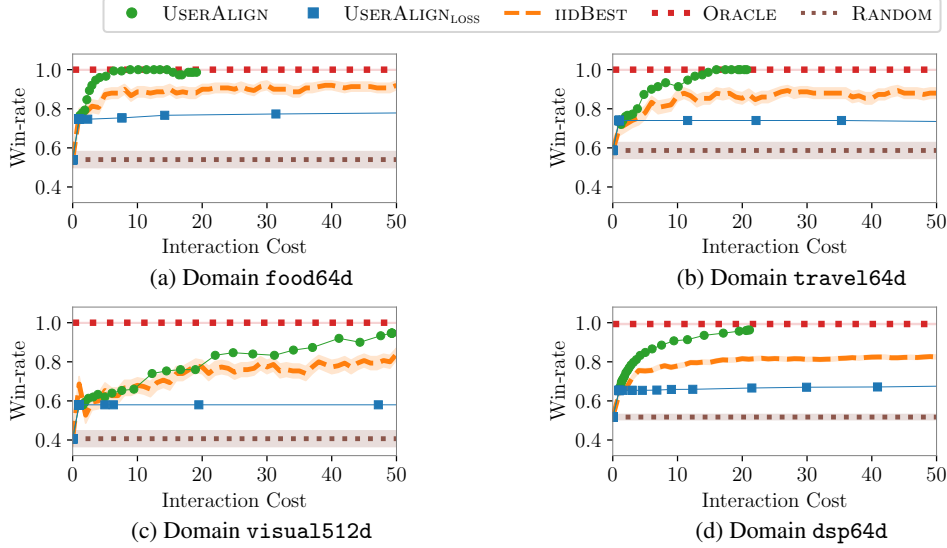 USERALIGN USERALIGNLOSS IIDBEST ORACLE RANDOM
Win-rate
1.0
0.8
0.6
0.4
0 10 20 30 40 50
Interaction Cost
(a) Domain food64d
Win-rate
1.0
0.8
0.6
0.4
0 10 20 30 40 50
Interaction Cost
(b) Domain travel64d
Win-rate
1.0
0.8
0.6
0.4
0 10 20 30 40 50
Interaction Cost
(c) Domain visual512d
Win-rate
1.0
0.8
0.6
0.4
0 10 20 30 40 50
Interaction Cost
(d) Domain dsp64d